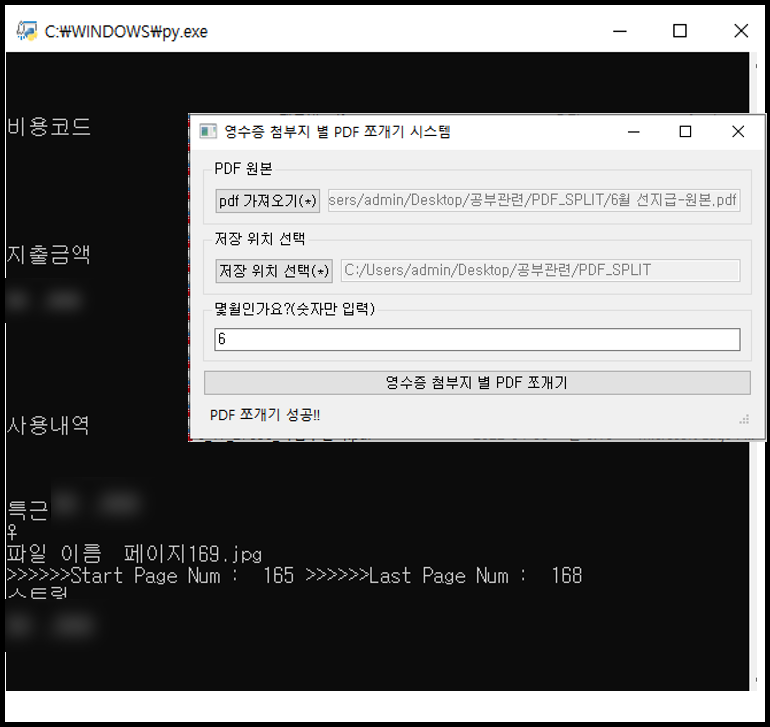 C:₩WINDOWS₩py.exe
비용코드
영수증 첨부지 별 PDF 쪼개기 시스템
PDF 원본
pdf 가져오기(*)
sers/admin/Desktop/공부관련/PDF_SPLIT/6월 선지급-원본.pdf
저장 위치 선택
저장 위치 선택(*)
C:/Users/admin/Desktop/공부관련/PDF_SPLIT
몇월인가요?(숫자만 입력)
6
영수증 첨부지 별 PDF 쪼개기
PDF 쪼개기 성공!!
지출금액
사용내역
특근
♀
파일 이름 페이지169.jpg
>>>>>>Start Page Num : 165 >>>>>>Last Page Num : 168